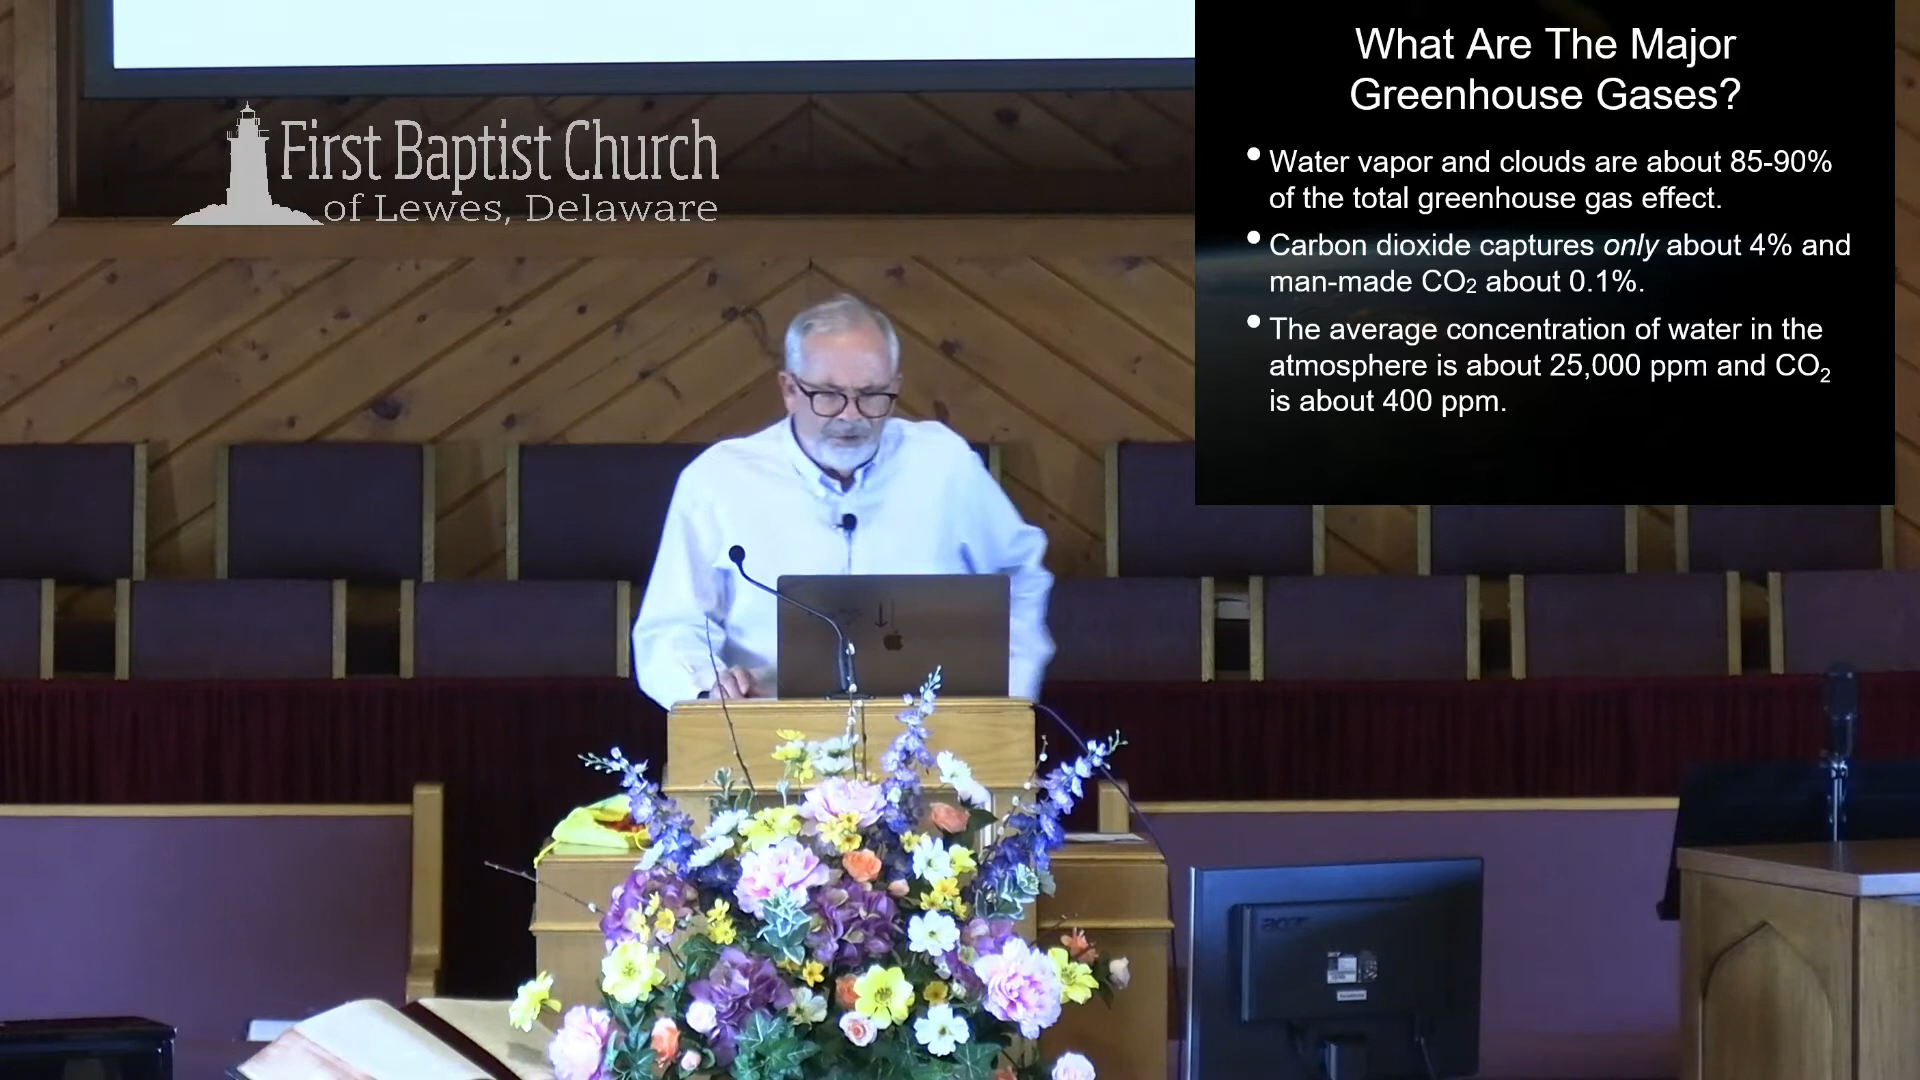 First Baptist Church
of Lewes, Delaware
What Are The Major
Greenhouse Gases?
• Water vapor and clouds are about 85-90%
of the total greenhouse gas effect.
• Carbon dioxide captures only about 4% and
man-made CO₂ about 0.1%.
• The average concentration of water in the
atmosphere is about 25,000 ppm and CO₂
is about 400 ppm.
acer